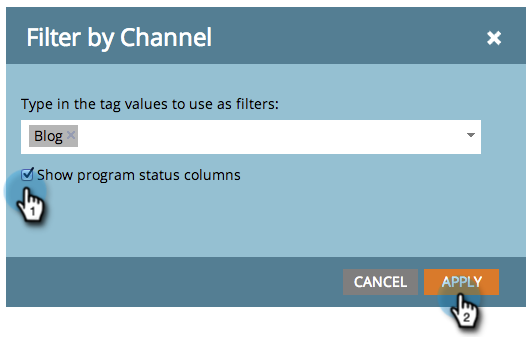 Filter by Channel
Type in the tag values to use as filters:
Blog
Show program status columns
1
CANCEL APPLY
2